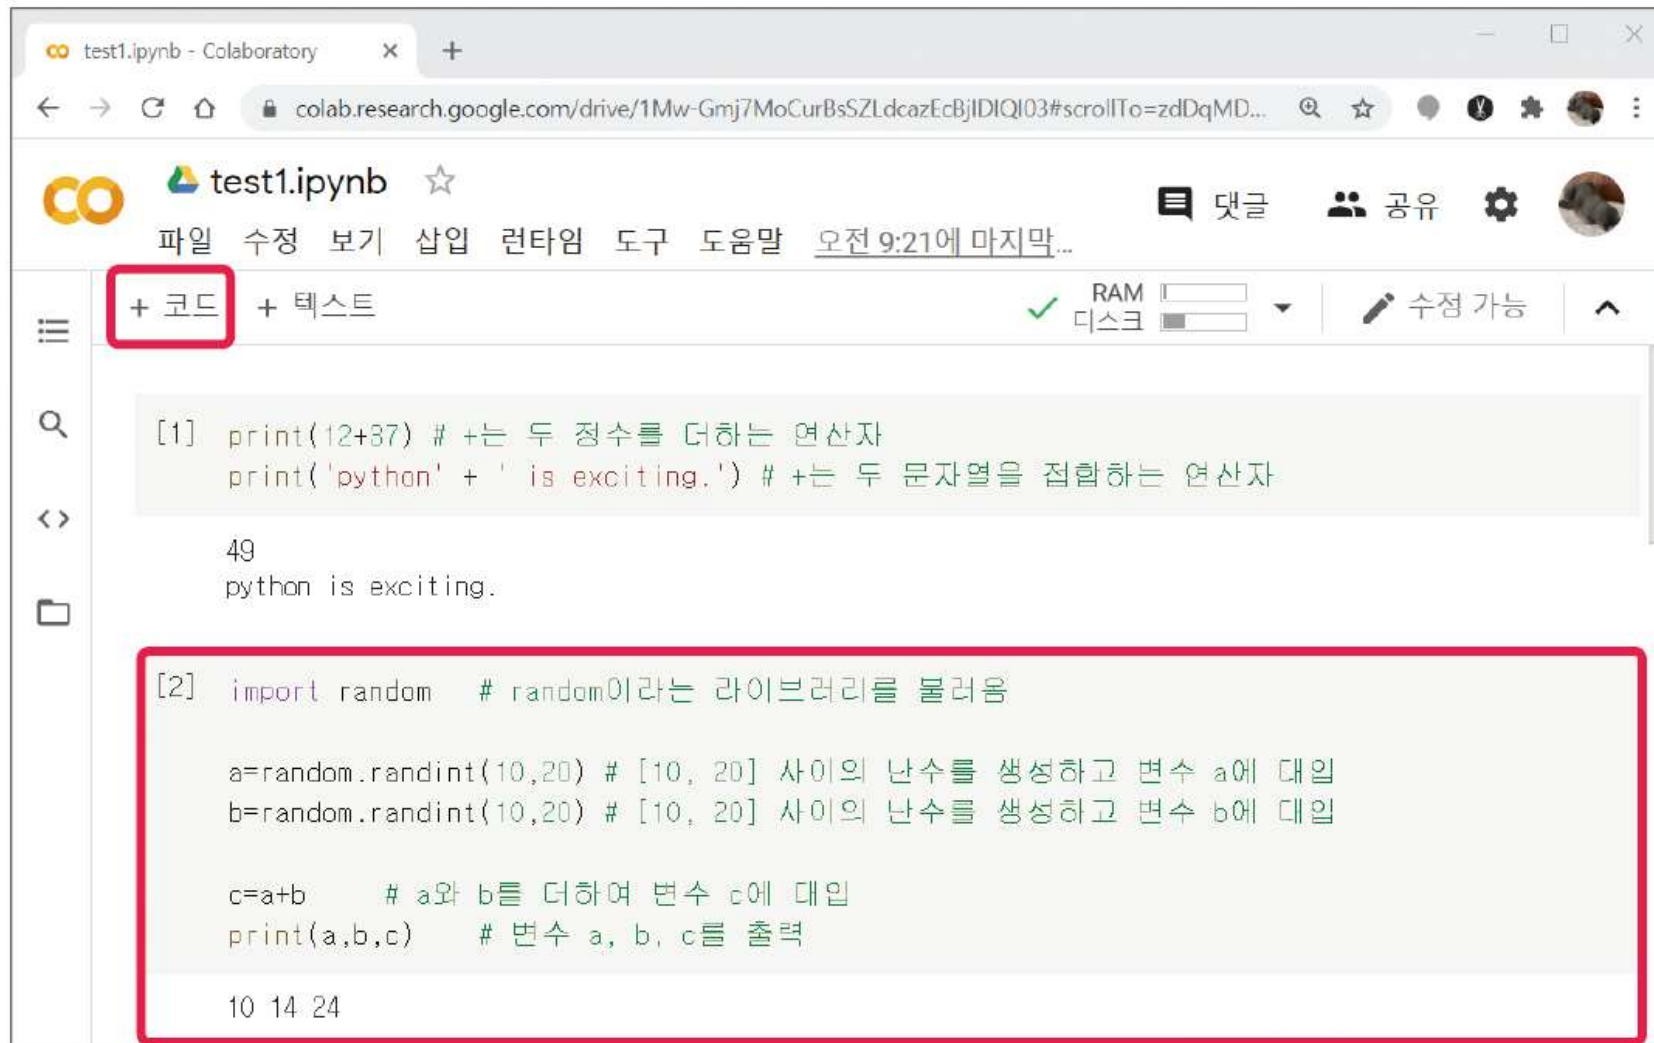 test1.ipynb - Colaboratory
colab.research.google.com/drive/1Mw-Gmj7MoCurBsSZLdcazEcBjIDIQI03#scrollTo=zdDqMD...
test1.ipynb
댓글 공유
파일 수정 보기 삽입 런타임 도구 도움말 오전 9:21에 마지막...
+ 코드 + 텍스트
RAM
디스크
수정 가능
[1] print(12+37) # +는 두 정수를 더하는 연산자
print('python' + ' is exciting.') # +는 두 문자열을 접합하는 연산자
49
python is exciting.
[2] import random # random이라는 라이브러리를 불러옴
a=random.randint(10,20) # [10, 20] 사이의 난수를 생성하고 변수 a에 대입
b=random.randint(10,20) # [10, 20] 사이의 난수를 생성하고 변수 b에 대입
c=a+b # a와 b를 더하여 변수 c에 대입
print(a,b,c) # 변수 a, b, c를 출력
10 14 24